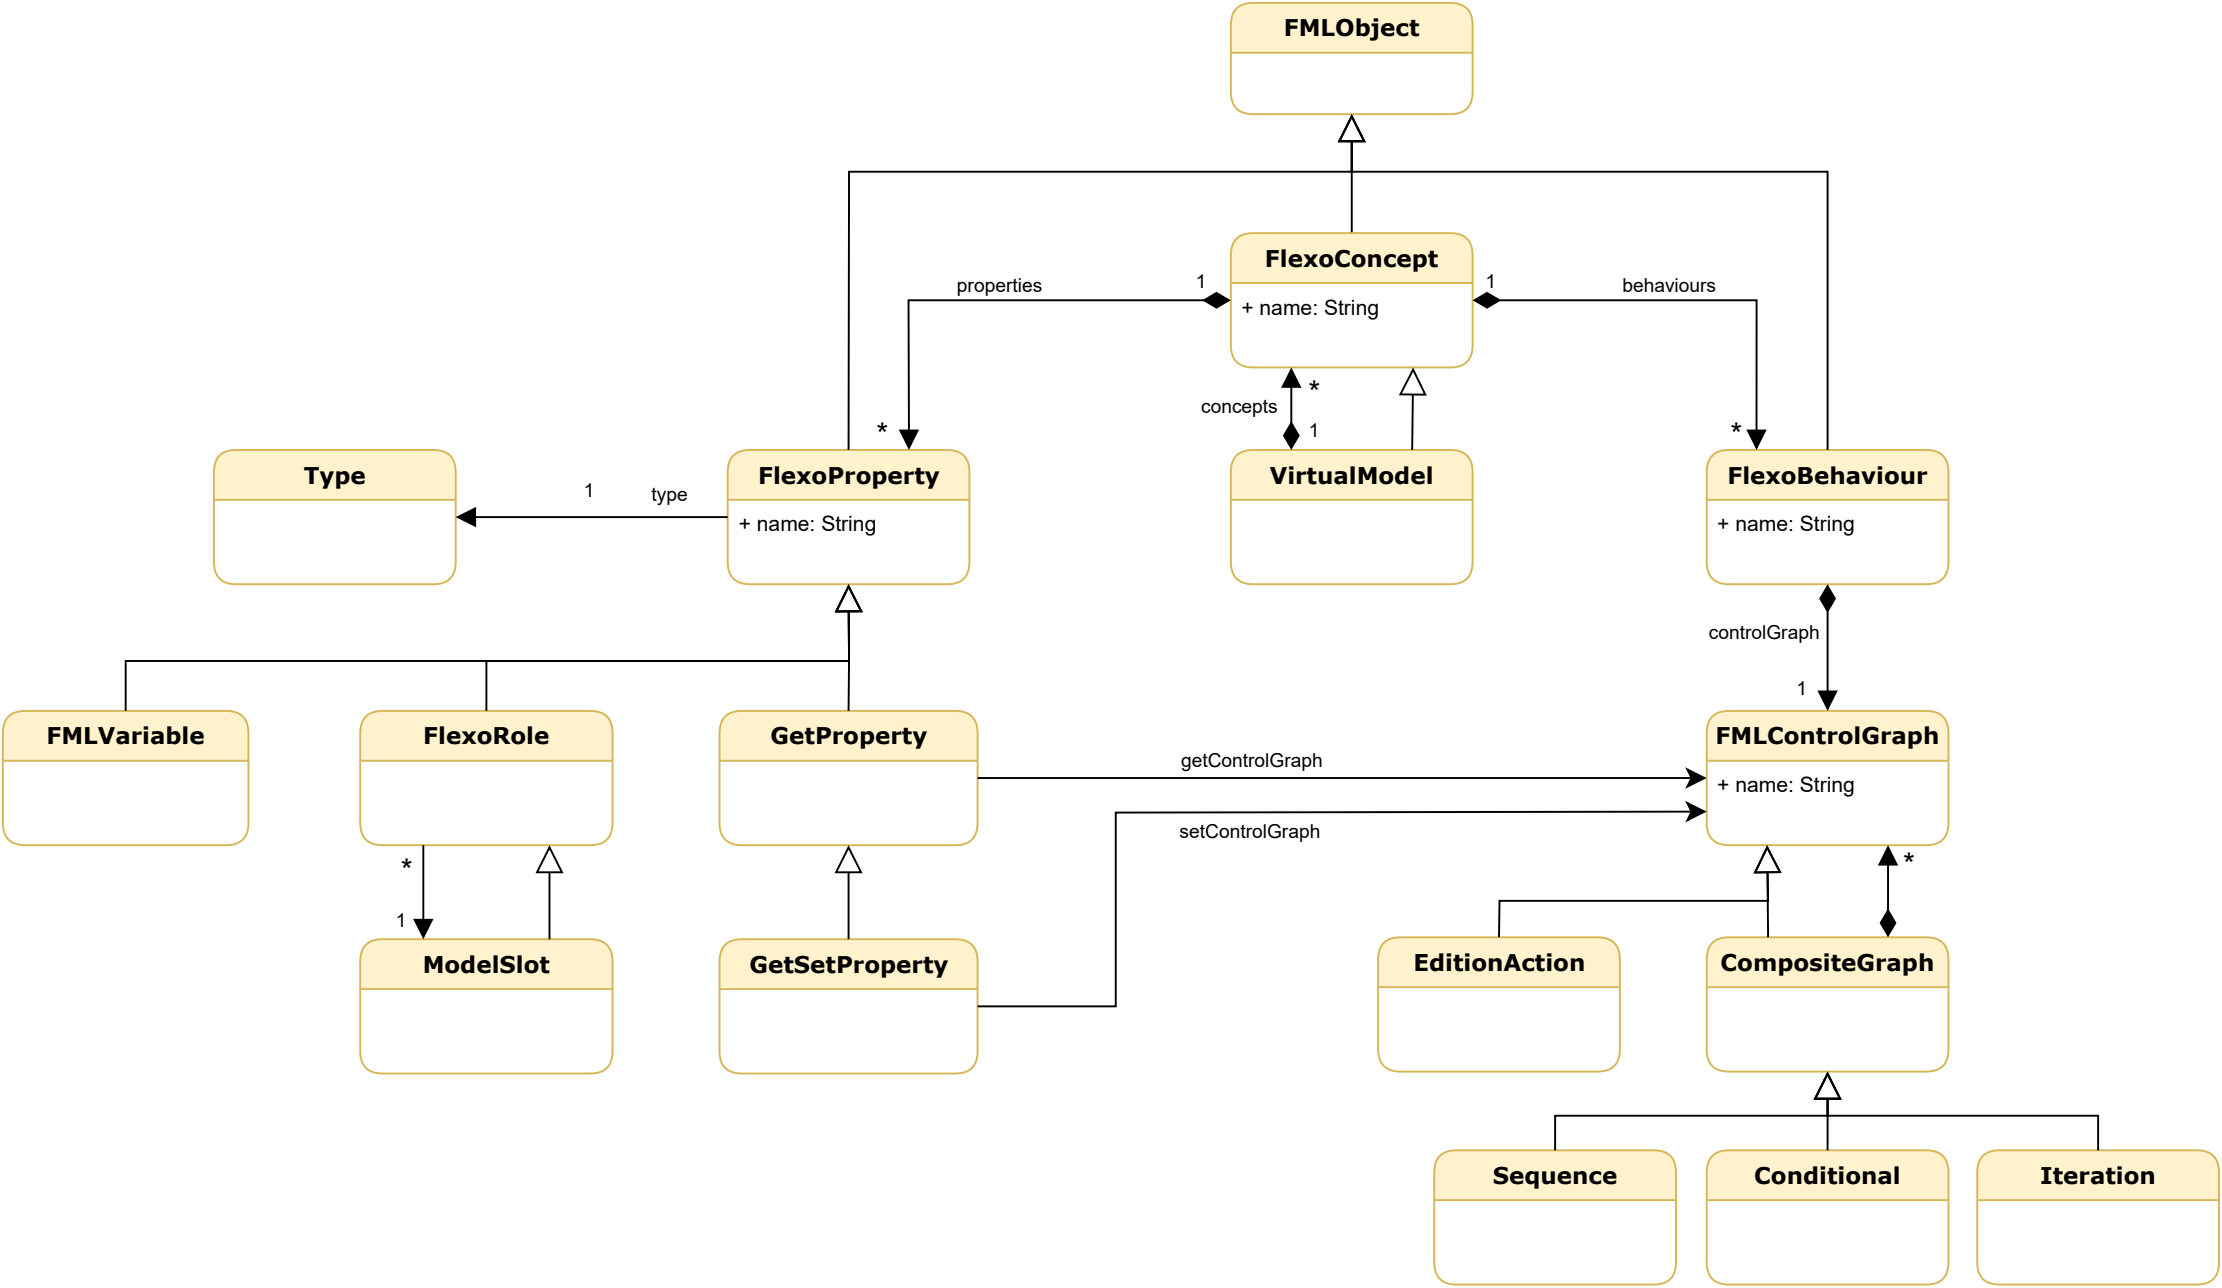 FMLObject
FlexoConcept
+ name: String
properties
1
1
behaviours
*
concepts
*
1
*
Type
1
type
FlexoProperty
+ name: String
VirtualModel
FlexoBehaviour
+ name: String
controlGraph
1
FMLVariable
FlexoRole
GetProperty
getControlGraph
setControlGraph
FMLControlGraph
+ name: String
*
1
*
ModelSlot
GetSetProperty
EditionAction
CompositeGraph
Sequence
Conditional
Iteration